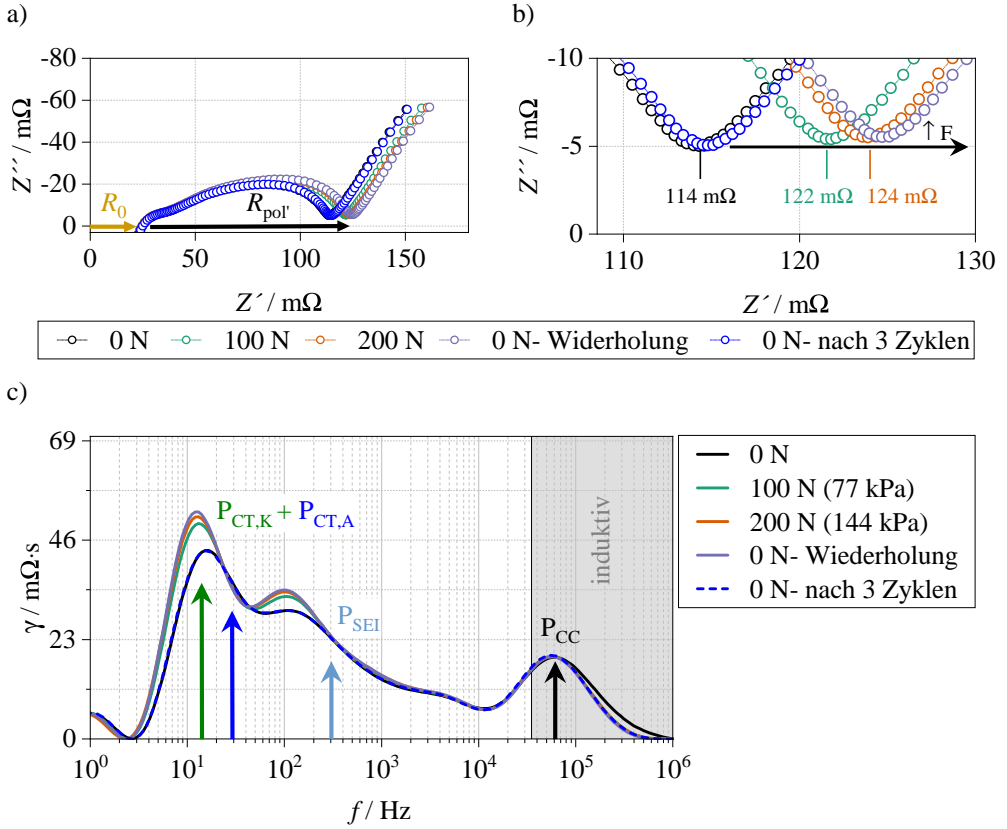 a)
-80
-60
-40
-20
0
Z´´ / mΩ
R0
Rpol'
0
50
100
150
Z´ / mΩ
b)
-10
-5
0
Z´´ / mΩ
↑ F
114 mΩ
122 mΩ
124 mΩ
110
120
130
Z´ / mΩ
0 N
100 N
200 N
0 N- Widerholung
0 N- nach 3 Zyklen
c)
69
46
23
0
γ / mΩ·s
PCT,K + PCT,A
PSEI
PCC
induktiv
10^0
10^1
10^2
10^3
10^4
10^5
10^6
f / Hz
0 N
100 N (77 kPa)
200 N (144 kPa)
0 N- Wiederholung
0 N- nach 3 Zyklen